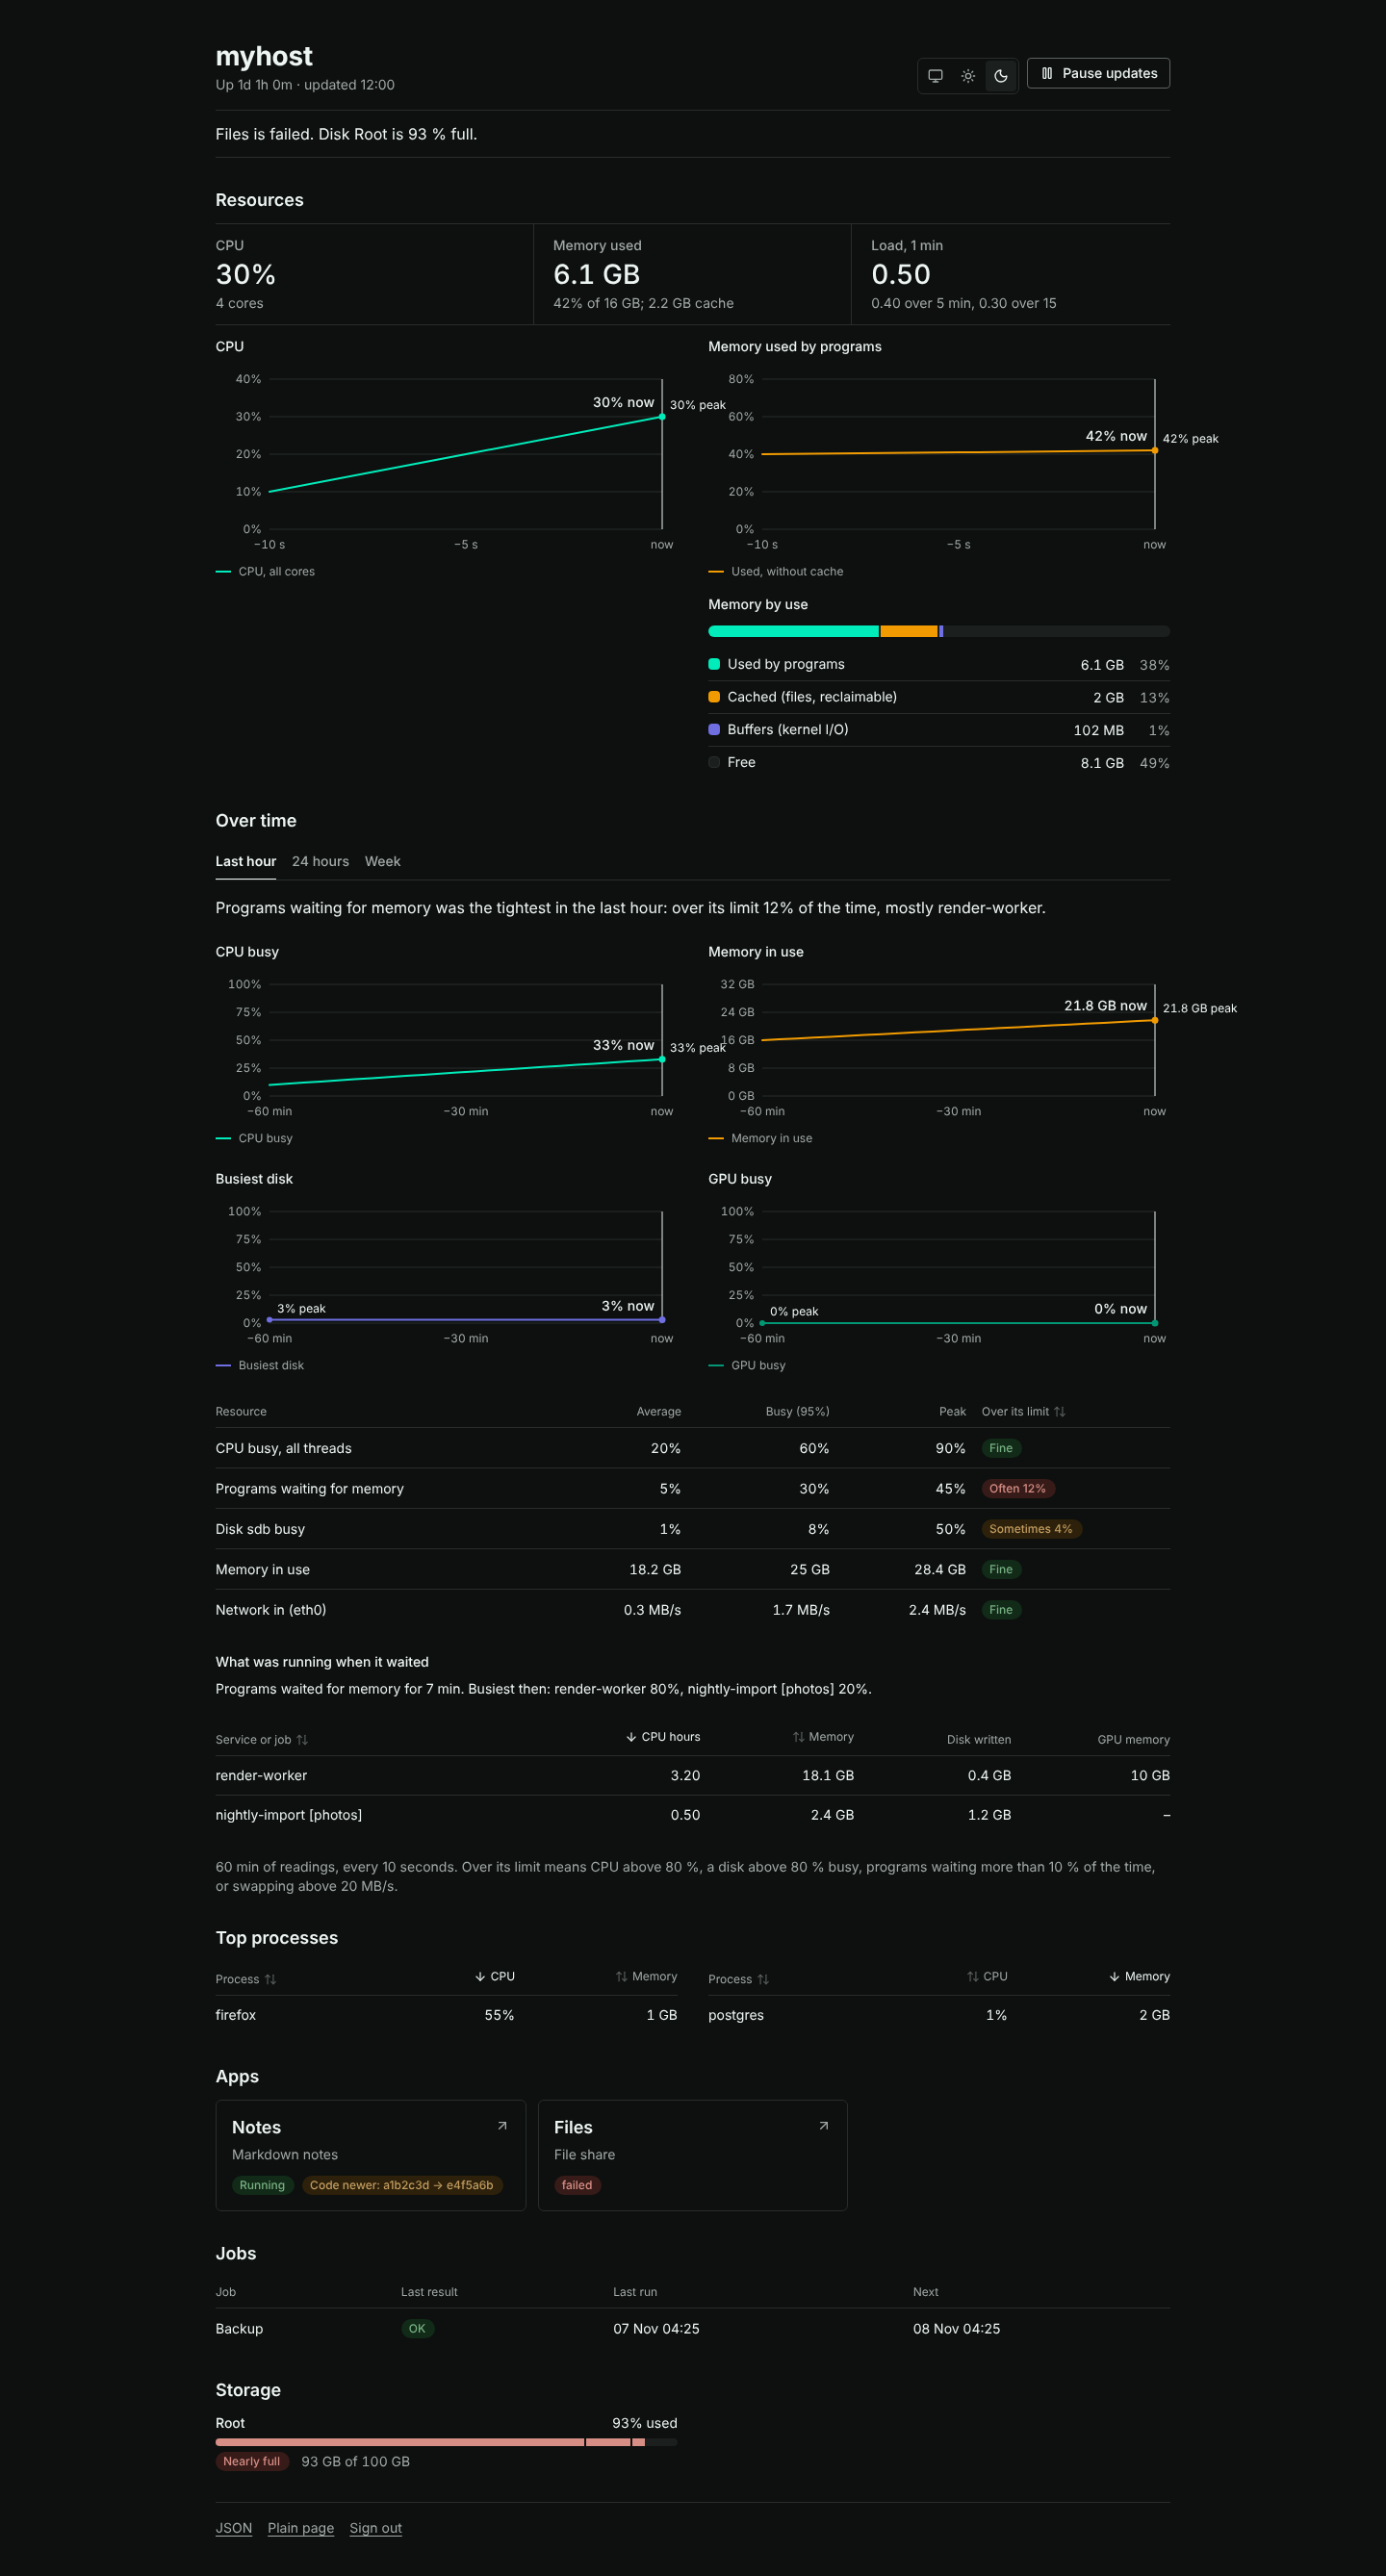 myhost
Up 1d 1h 0m · updated 12:00
Pause updates
Files is failed. Disk Root is 93 % full.
Resources
CPU
30%
4 cores
Memory used
6.1 GB
42% of 16 GB; 2.2 GB cache
Load, 1 min
0.50
0.40 over 5 min, 0.30 over 15
CPU
40%
30%
20%
10%
0%
30% now
30% peak
−10 s
−5 s
now
CPU, all cores
Memory used by programs
80%
60%
40%
20%
0%
42% now
42% peak
−10 s
−5 s
now
Used, without cache
Memory by use
Used by programs 6.1 GB 38%
Cached (files, reclaimable) 2 GB 13%
Buffers (kernel I/O) 102 MB 1%
Free 8.1 GB 49%
Over time
Last hour 24 hours Week
Programs waiting for memory was the tightest in the last hour: over its limit 12% of the time, mostly render-worker.
CPU busy
100%
75%
50%
25%
0%
33% now
33% peak
−60 min
−30 min
now
CPU busy
Memory in use
32 GB
24 GB
16 GB
8 GB
0 GB
21.8 GB now
21.8 GB peak
−60 min
−30 min
now
Memory in use
Busiest disk
100%
75%
50%
25%
0%
3% peak
3% now
−60 min
−30 min
now
Busiest disk
GPU busy
100%
75%
50%
25%
0%
0% peak
0% now
−60 min
−30 min
now
GPU busy
Resource Average Busy (95%) Peak Over its limit
CPU busy, all threads 20% 60% 90% Fine
Programs waiting for memory 5% 30% 45% Often 12%
Disk sdb busy 1% 8% 50% Sometimes 4%
Memory in use 18.2 GB 25 GB 28.4 GB Fine
Network in (eth0) 0.3 MB/s 1.7 MB/s 2.4 MB/s Fine
What was running when it waited
Programs waited for memory for 7 min. Busiest then: render-worker 80%, nightly-import [photos] 20%.
Service or job CPU hours Memory Disk written GPU memory
render-worker 3.20 18.1 GB 0.4 GB 10 GB
nightly-import [photos] 0.50 2.4 GB 1.2 GB –
60 min of readings, every 10 seconds. Over its limit means CPU above 80 %, a disk above 80 % busy, programs waiting more than 10 % of the time,
or swapping above 20 MB/s.
Top processes
Process CPU Memory
firefox 55% 1 GB
Process CPU Memory
postgres 1% 2 GB
Apps
Notes
Markdown notes
Running Code newer: a1b2c3d → e4f5a6b
Files
File share
failed
Jobs
Job Last result Last run Next
Backup OK 07 Nov 04:25 08 Nov 04:25
Storage
Root 93% used
Nearly full 93 GB of 100 GB
JSON Plain page Sign out